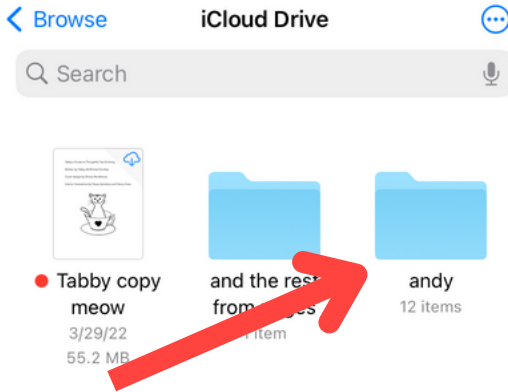 Browse
iCloud Drive
Search
Tabby copy
meow
3/29/22
55.2 MB
and the rest
from
item
andy
12 items